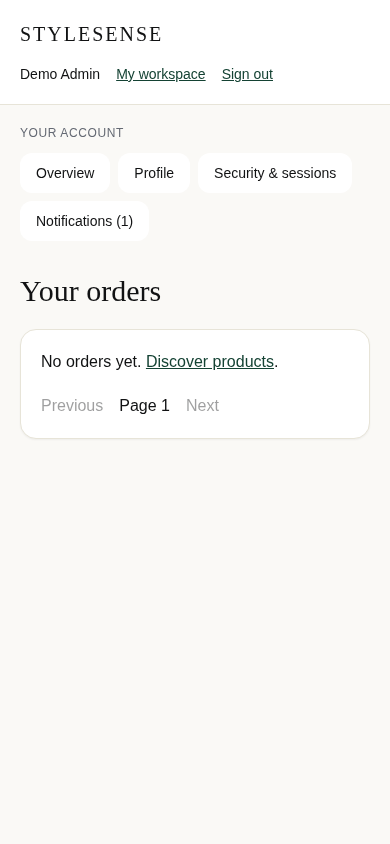 STYLESENSE
Demo Admin My workspace Sign out
YOUR ACCOUNT
Overview Profile Security & sessions
Notifications (1)
Your orders
No orders yet. Discover products.
Previous Page 1 Next